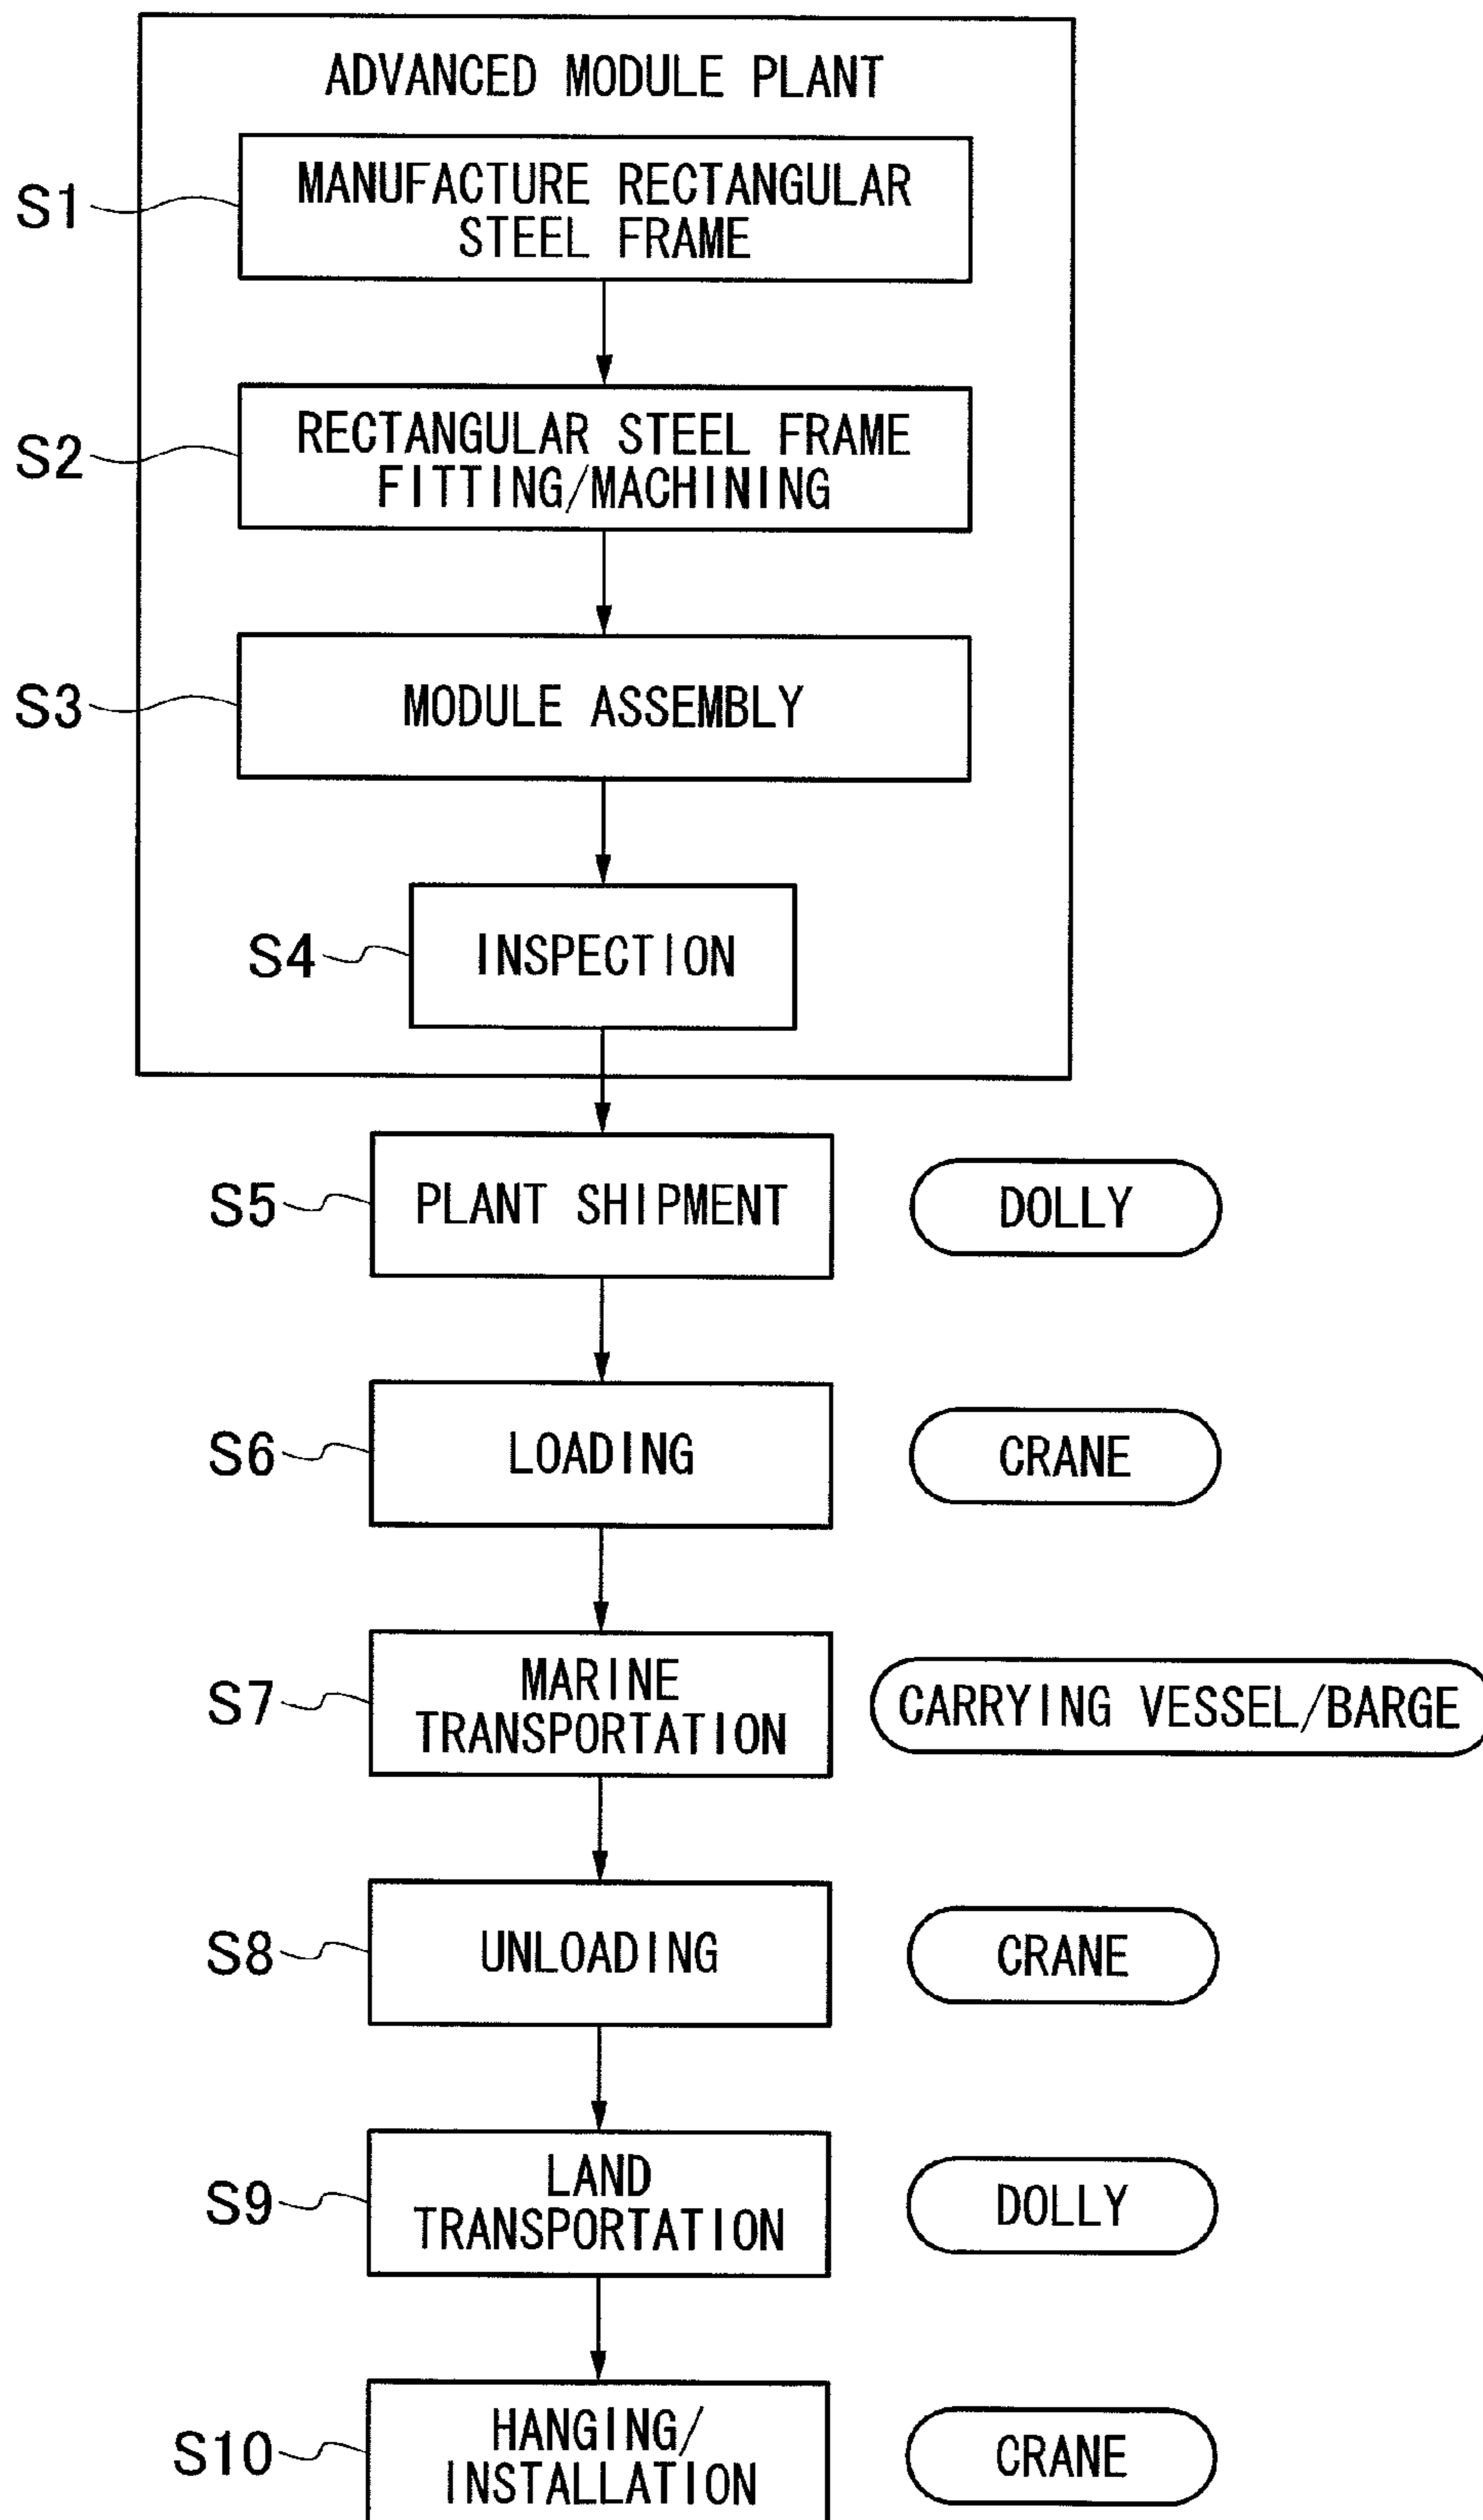 ADVANCED MODULE PLANT
S1
MANUFACTURE RECTANGULAR
STEEL FRAME
S2
RECTANGULAR STEEL FRAME
FITTING/MACHINING
S3
MODULE ASSEMBLY
S4
INSPECTION
S5
PLANT SHIPMENT
DOLLY
S6
LOADING
CRANE
S7
MARINE
TRANSPORTATION
CARRYING VESSEL/BARGE
S8
UNLOADING
CRANE
S9
LAND
TRANSPORTATION
DOLLY
S10
HANGING/
INSTALLATION
CRANE